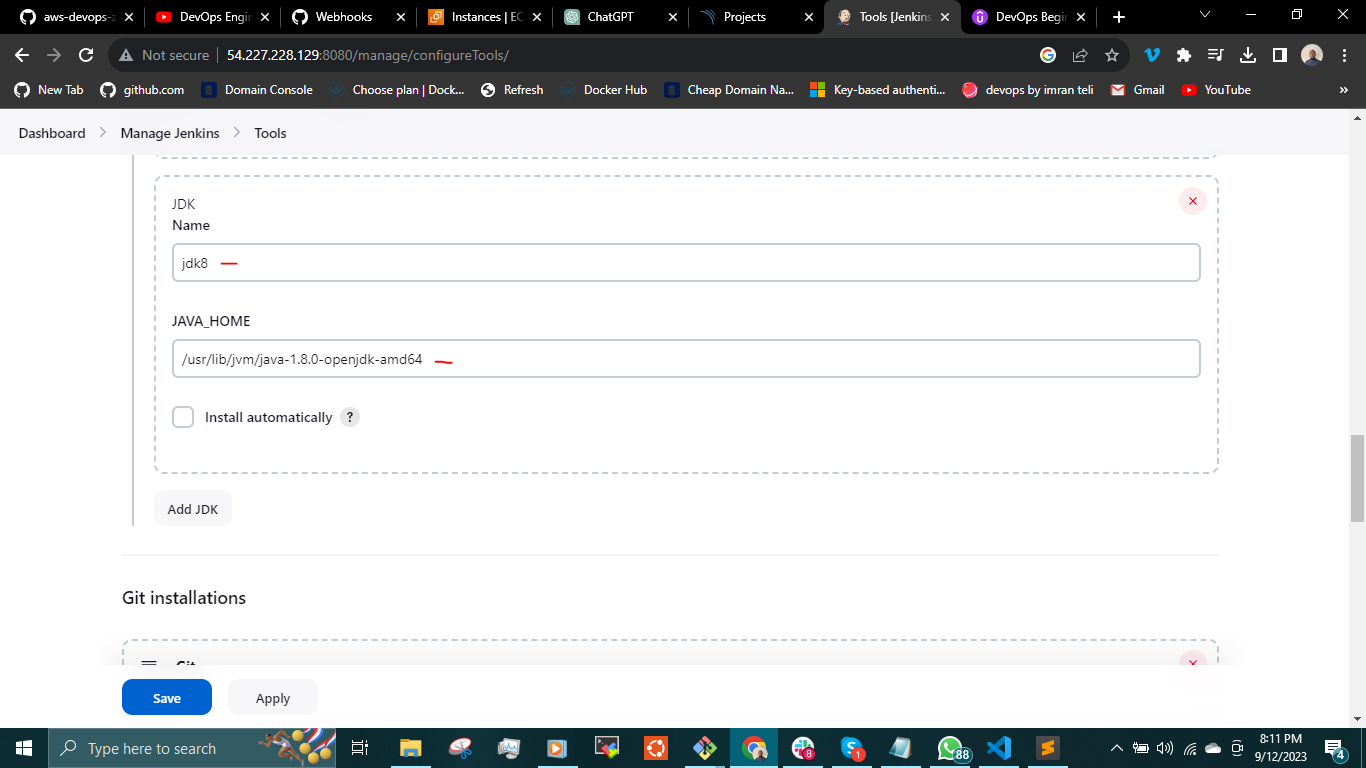 aws-devops-z
DevOps Engin
Webhooks
Instances | EC
ChatGPT
Projects
Tools [Jenkins
DevOps Begi
Not secure
54.227.228.129:8080/manage/configureTools/
New Tab
github.com
Domain Console
Choose plan | Dock...
Refresh
Docker Hub
Cheap Domain Na...
Key-based authenti...
devops by imran teli
Gmail
YouTube
»
Dashboard > Manage Jenkins > Tools
JDK
Name
jdk8
JAVA_HOME
/usr/lib/jvm/java-1.8.0-openjdk-amd64
Install automatically ?
Add JDK
Git installations
Git
Save
Apply
Type here to search
8
1
88
8:11 PM
9/12/2023
4